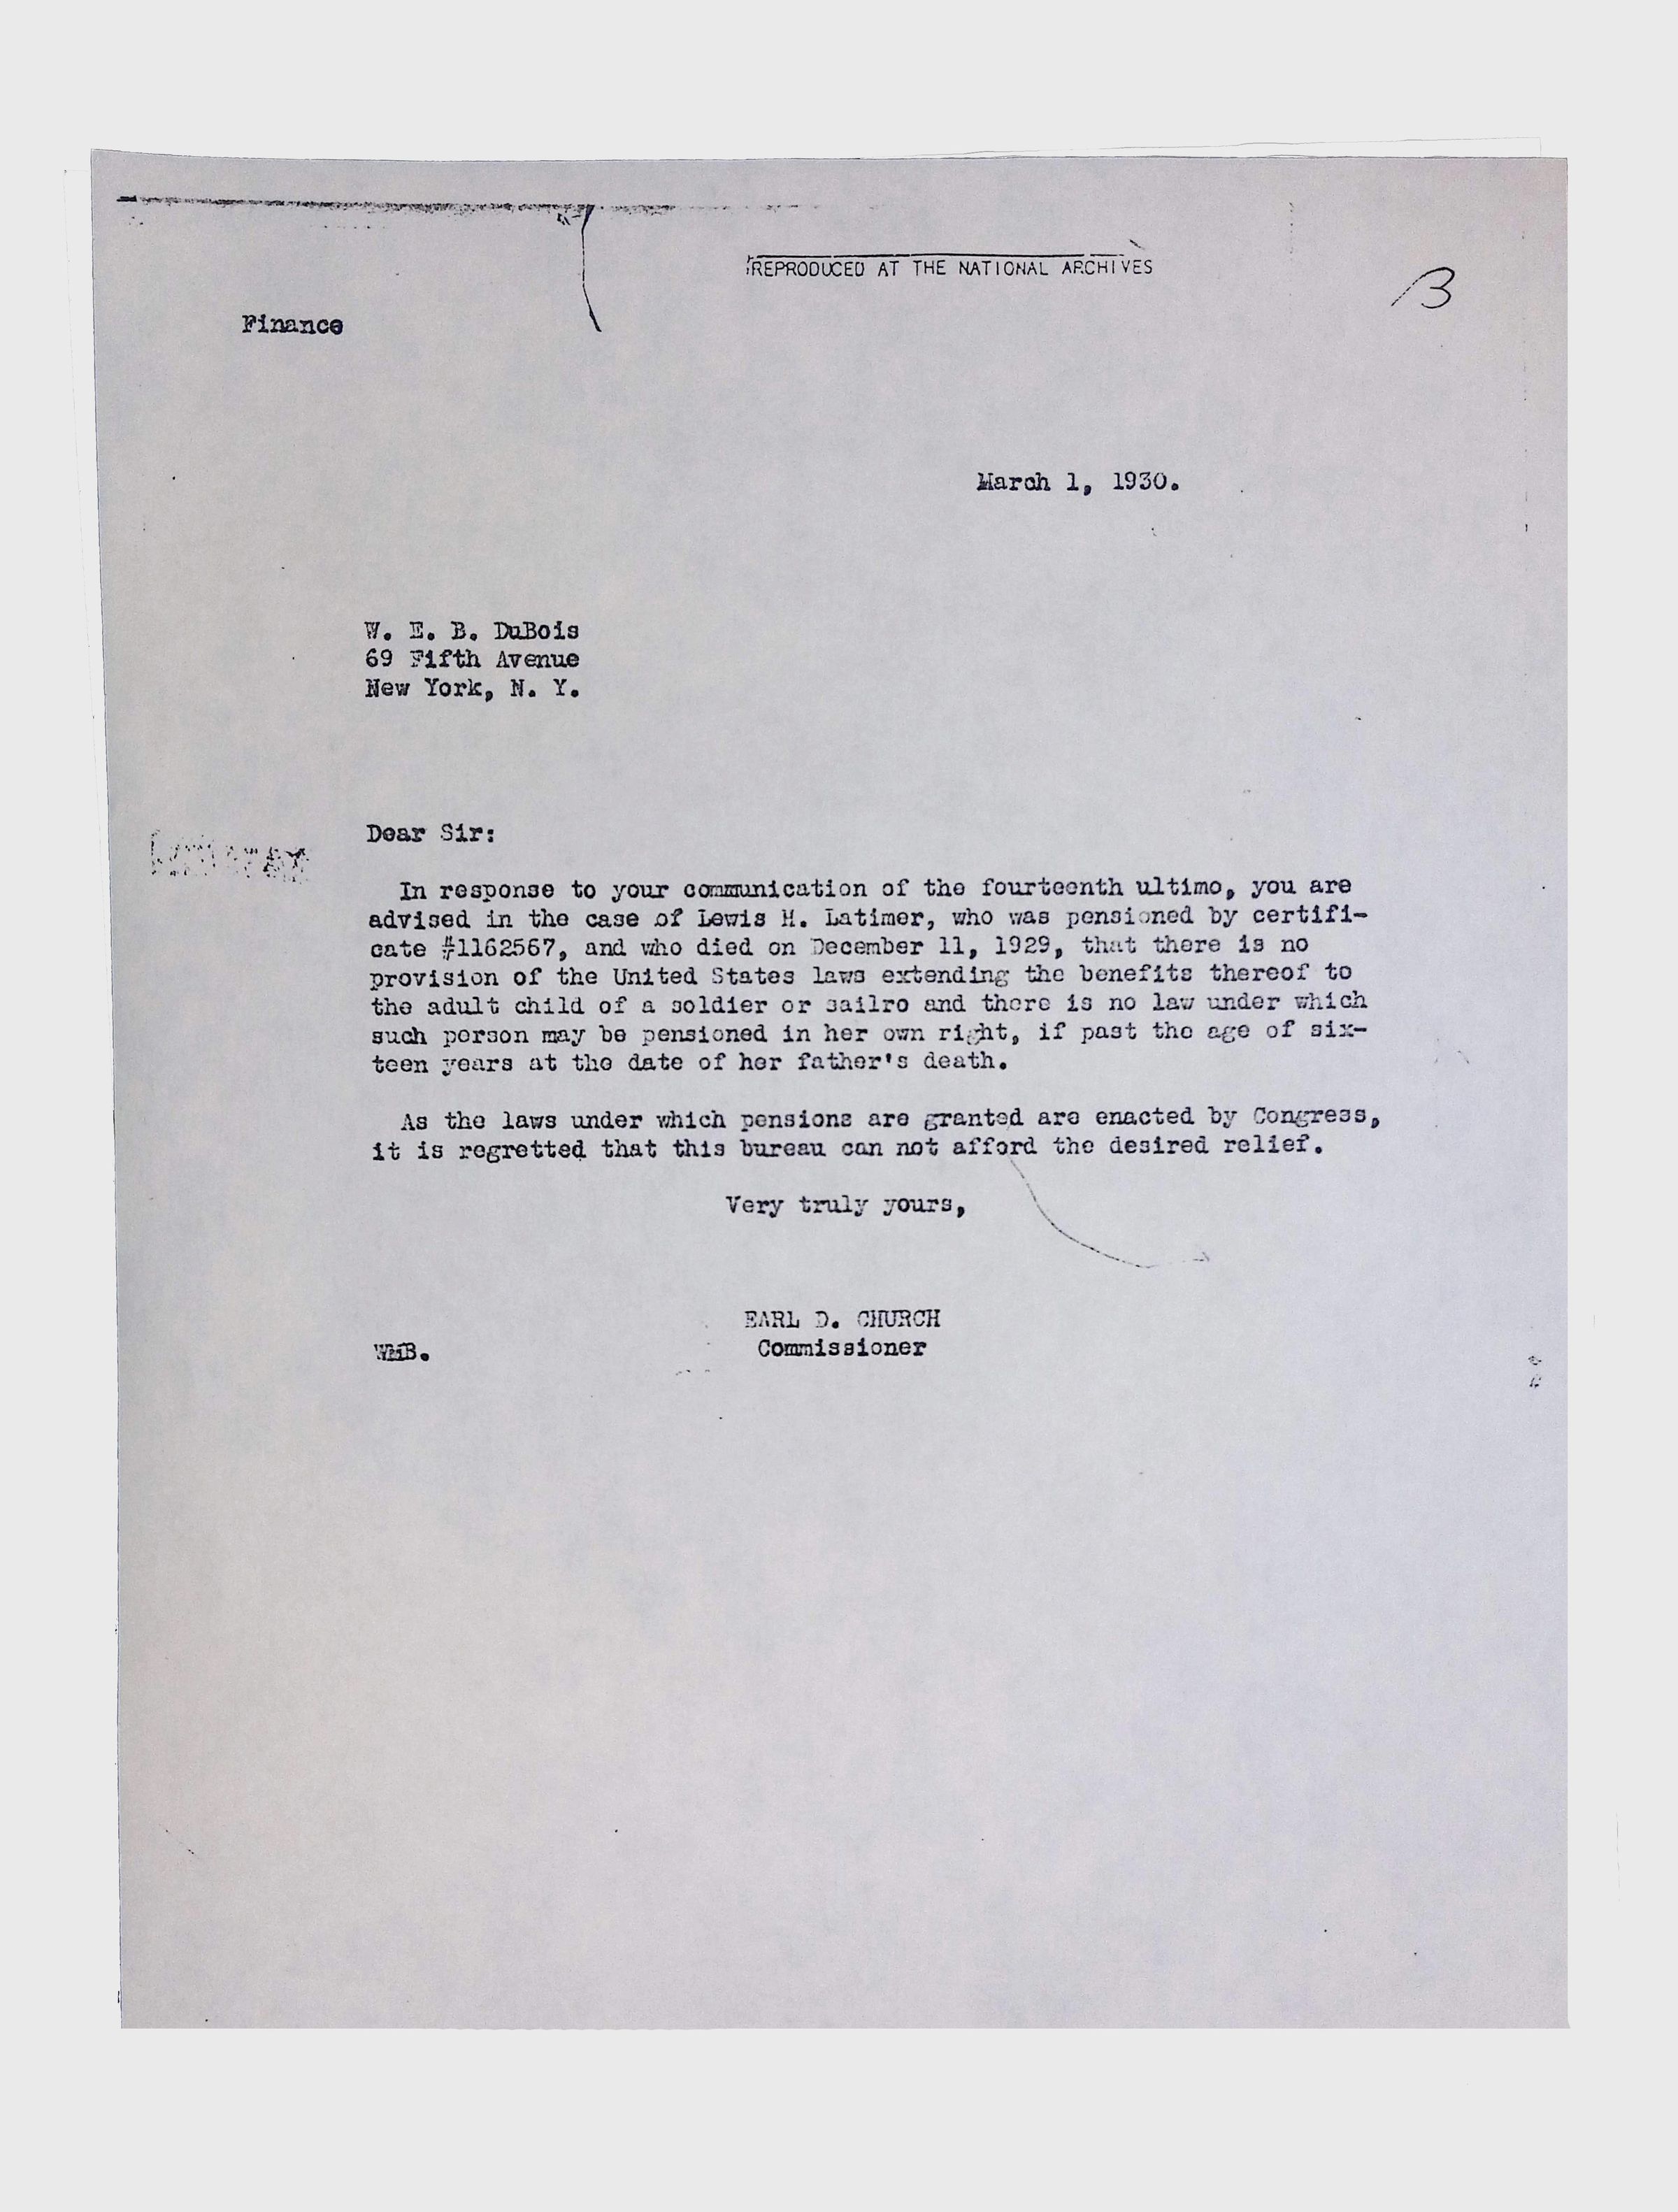 REPRODUCED AT THE NATIONAL ARCHIVES
B
Finance
March 1, 1930.
W. E. B. DuBois
69 Fifth Avenue
New York, N. Y.
Dear Sir:
In response to your communication of the fourteenth ultimo, you are
advised in the case of Lewis H. Latimer, who was pensioned by certifi-
cate #1162567, and who died on December 11, 1929, that there is no
provision of the United States laws extending the benefits thereof to
the adult child of a soldier or sailro and there is no law under which
such person may be pensioned in her own right, if past the age of six-
teen years at the date of her father's death.
As the laws under which pensions are granted are enacted by Congress,
it is regretted that this bureau can not afford the desired relief.
Very truly yours,
EARL D. CHURCH
Commissioner